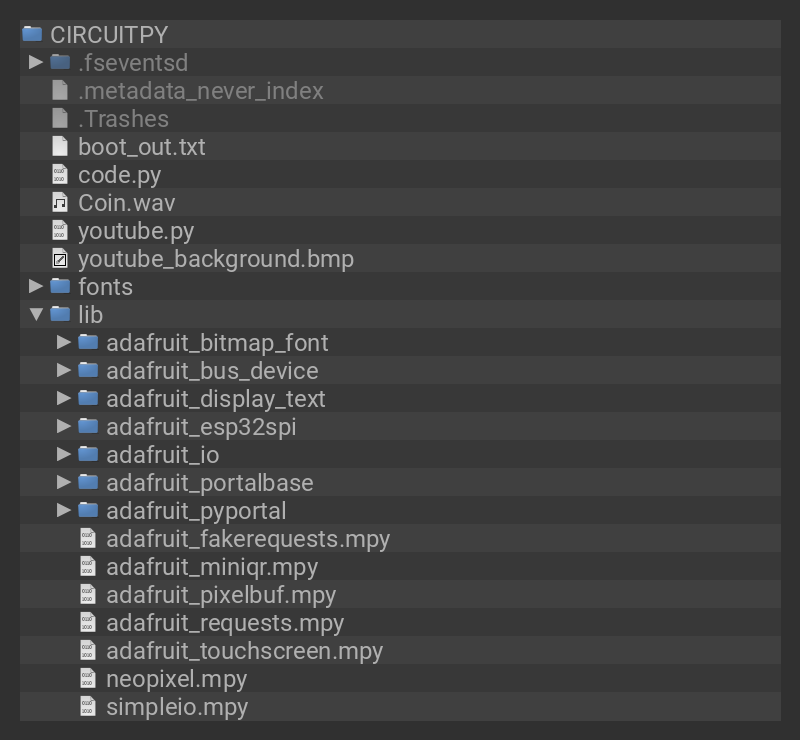 CIRCUITPY
.fseventsd
.metadata_never_index
.Trashes
boot_out.txt
code.py
Coin.wav
youtube.py
youtube_background.bmp
fonts
lib
adafruit_bitmap_font
adafruit_bus_device
adafruit_display_text
adafruit_esp32spi
adafruit_io
adafruit_portalbase
adafruit_pyportal
adafruit_fakerequests.mpy
adafruit_miniqr.mpy
adafruit_pixelbuf.mpy
adafruit_requests.mpy
adafruit_touchscreen.mpy
neopixel.mpy
simpleio.mpy